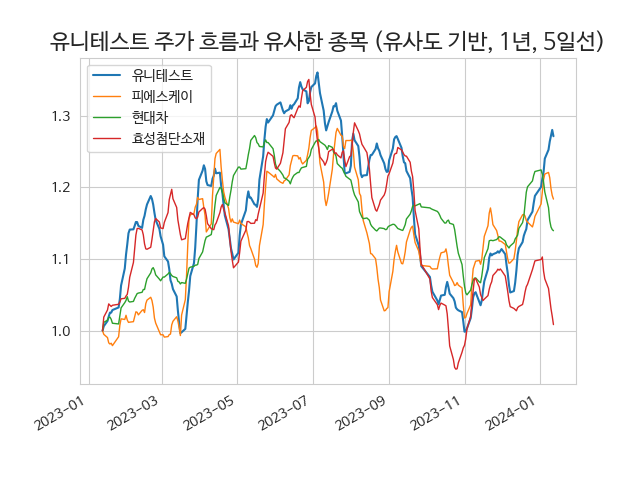 유니테스트 주가 흐름과 유사한 종목 (유사도 기반, 1년, 5일선)
유니테스트
피에스케이
현대차
효성첨단소재
1.3
1.2
1.1
1.0
2023-01
2023-03
2023-05
2023-07
2023-09
2023-11
2024-01